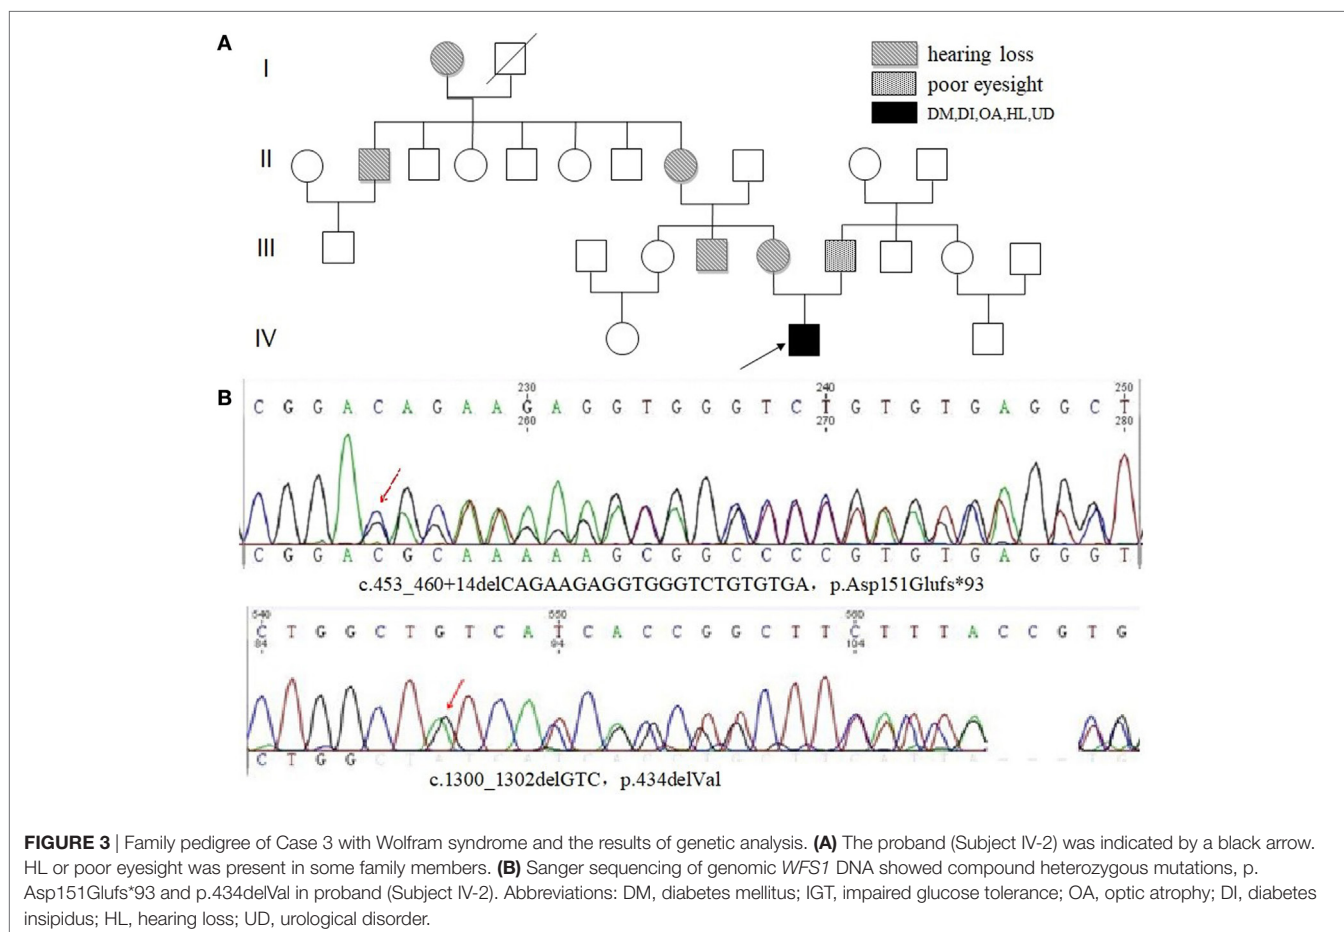 A
I
hearing loss
poor eyesight
DM,DI,OA,HL,UD
II
III
IV
B
230 240 250
C G G A C A G A A G A G G T G G G T C T G T G T G A G G C T
260 270 280
C G G A C G C A A A A A G C G G C C C C G T G T G A G G G T
c.453_460+14delCAGAAGAGGTGGGTCTGTGTGA, p.Asp151Glufs*93
540 550 560
C T G G C T G T C A T C A C C G G C T T C T T T A C C G T G
84 94 104
C T G G
c.1300_1302delGTC, p.434delVal
FIGURE 3 | Family pedigree of Case 3 with Wolfram syndrome and the results of genetic analysis. (A) The proband (Subject IV-2) was indicated by a black arrow.
HL or poor eyesight was present in some family members. (B) Sanger sequencing of genomic WFS1 DNA showed compound heterozygous mutations, p.
Asp151Glufs*93 and p.434delVal in proband (Subject IV-2). Abbreviations: DM, diabetes mellitus; IGT, impaired glucose tolerance; OA, optic atrophy; DI, diabetes
insipidus; HL, hearing loss; UD, urological disorder.